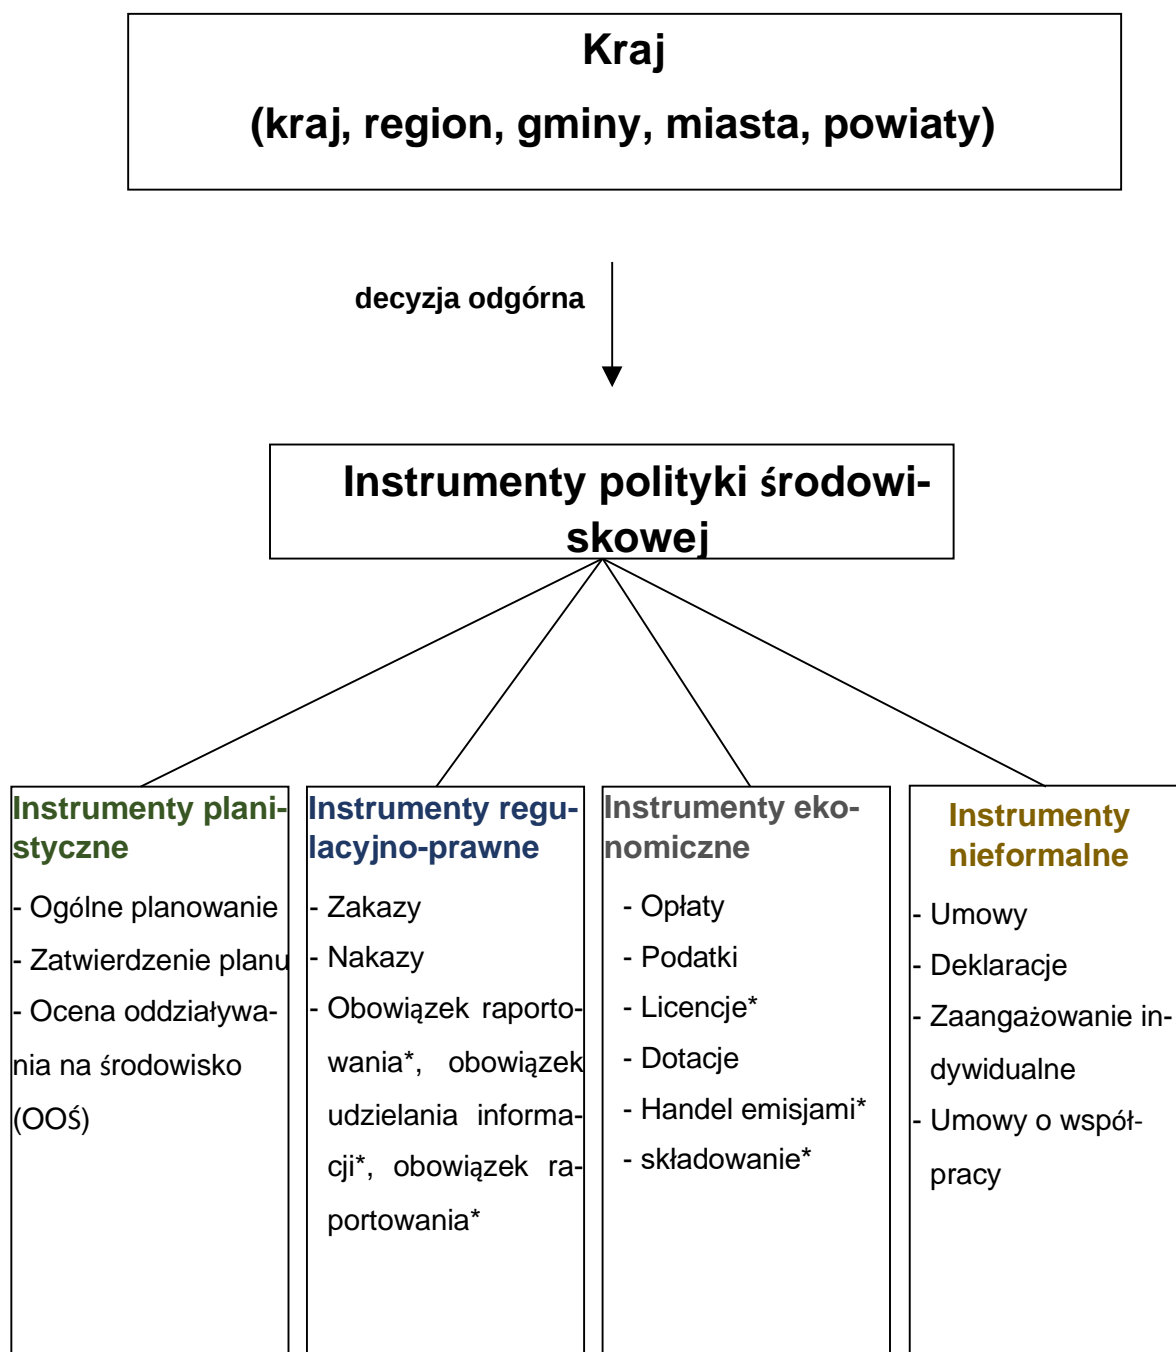 Kraj
(kraj, region, gminy, miasta, powiaty)
decyzja odgórna
Instrumenty polityki środowi-
skowej
Instrumenty plani-
styczne
- Ogólne planowanie
- Zatwierdzenie planu
- Ocena oddziaływa-
nia na środowisko
(OOŚ)
Instrumenty regu-
lacyjno-prawne
- Zakazy
- Nakazy
- Obowiązek raporto-
wania*, obowiązek
udzielania informa-
cji*, obowiązek ra-
portowania*
Instrumenty eko-
nomiczne
- Opłaty
- Podatki
- Licencje*
- Dotacje
- Handel emisjami*
- składowanie*
Instrumenty
nieformalne
- Umowy
- Deklaracje
- Zaangażowanie in-
dywidualne
- Umowy o współ-
pracy